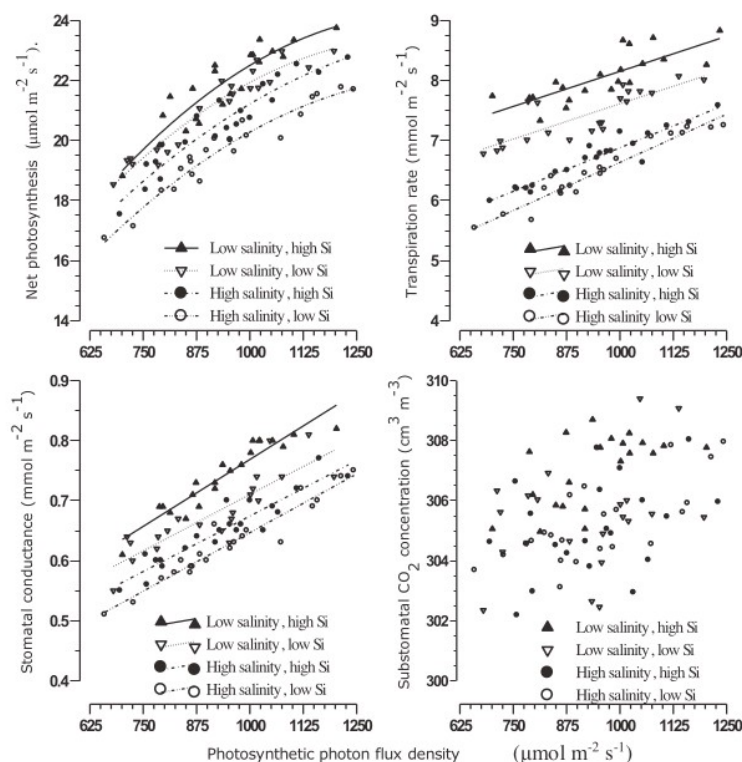 Net photosynthesis (μmol m⁻² s⁻¹).
24
22
20
18
16
14
625 750 875 1000 1125 1250
Low salinity, high Si
Low salinity, low Si
High salinity, high Si
High salinity, low Si
Transpiration rate (mmol m⁻² s⁻¹)
9
8
7
6
5
4
625 750 875 1000 1125 1250
Low salinity, high Si
Low salinity, low Si
High salinity, high Si
High salinity low Si
Stomatal conductance (mmol m⁻² s⁻¹)
0.9
0.8
0.7
0.6
0.5
0.4
625 750 875 1000 1125 1250
Low salinity, high Si
Low salinity, low Si
High salinity, high Si
High salinity, low Si
Substomatal CO₂ concentration (cm³ m⁻³)
310
308
306
304
302
300
625 750 875 1000 1125 1250
Low salinity, high Si
Low salinity, low Si
High salinity, high Si
High salinity, low Si
Photosynthetic photon flux density (μmol m⁻² s⁻¹)